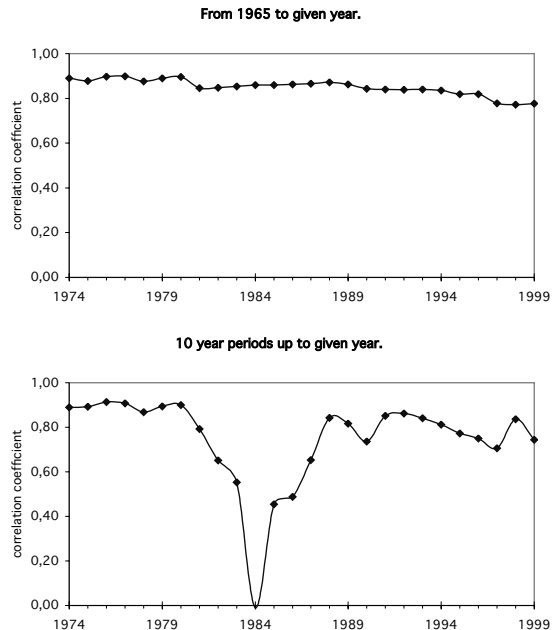 From 1965 to given year.
correlation coefficient
1,00
0,80
0,60
0,40
0,20
0,00
1974 1979 1984 1989 1994 1999
10 year periods up to given year.
correlation coefficient
1,00
0,80
0,60
0,40
0,20
0,00
1974 1979 1984 1989 1994 1999